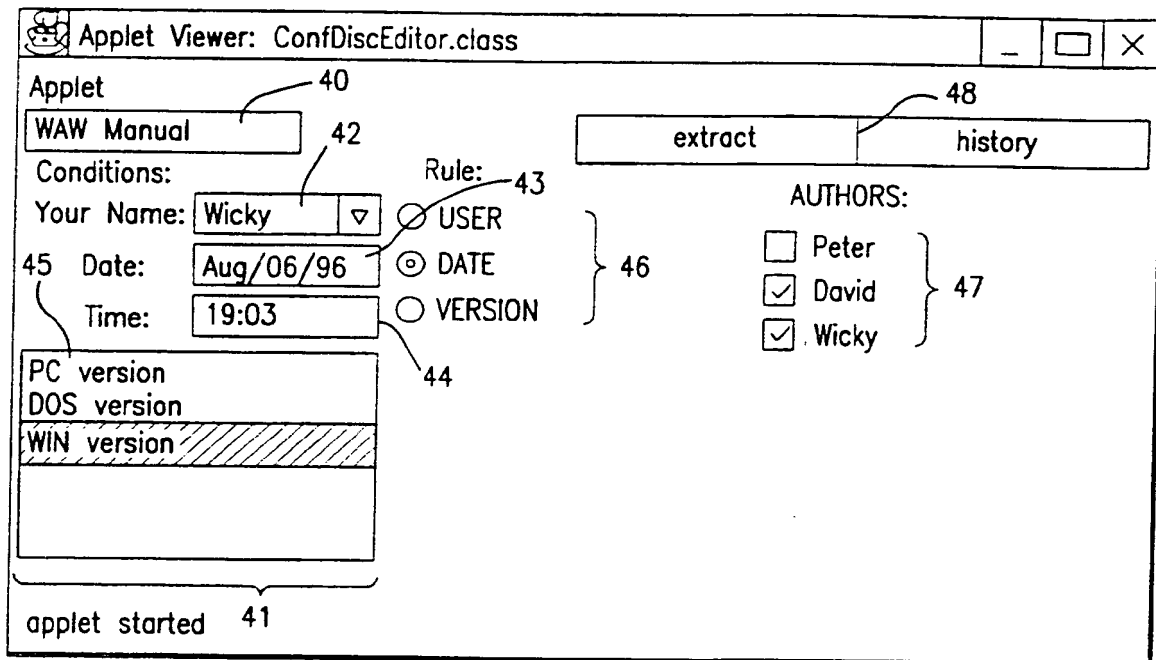 Applet Viewer: ConfDiscEditor.class
Applet
40
48
WAW Manual
42
extract
history
Conditions:
Rule:
43
AUTHORS:
Your Name: Wicky
USER
Peter
45
Date: Aug/06/96
DATE
46
David
47
Time: 19:03
VERSION
Wicky
44
PC version
DOS version
WIN version
41
applet started